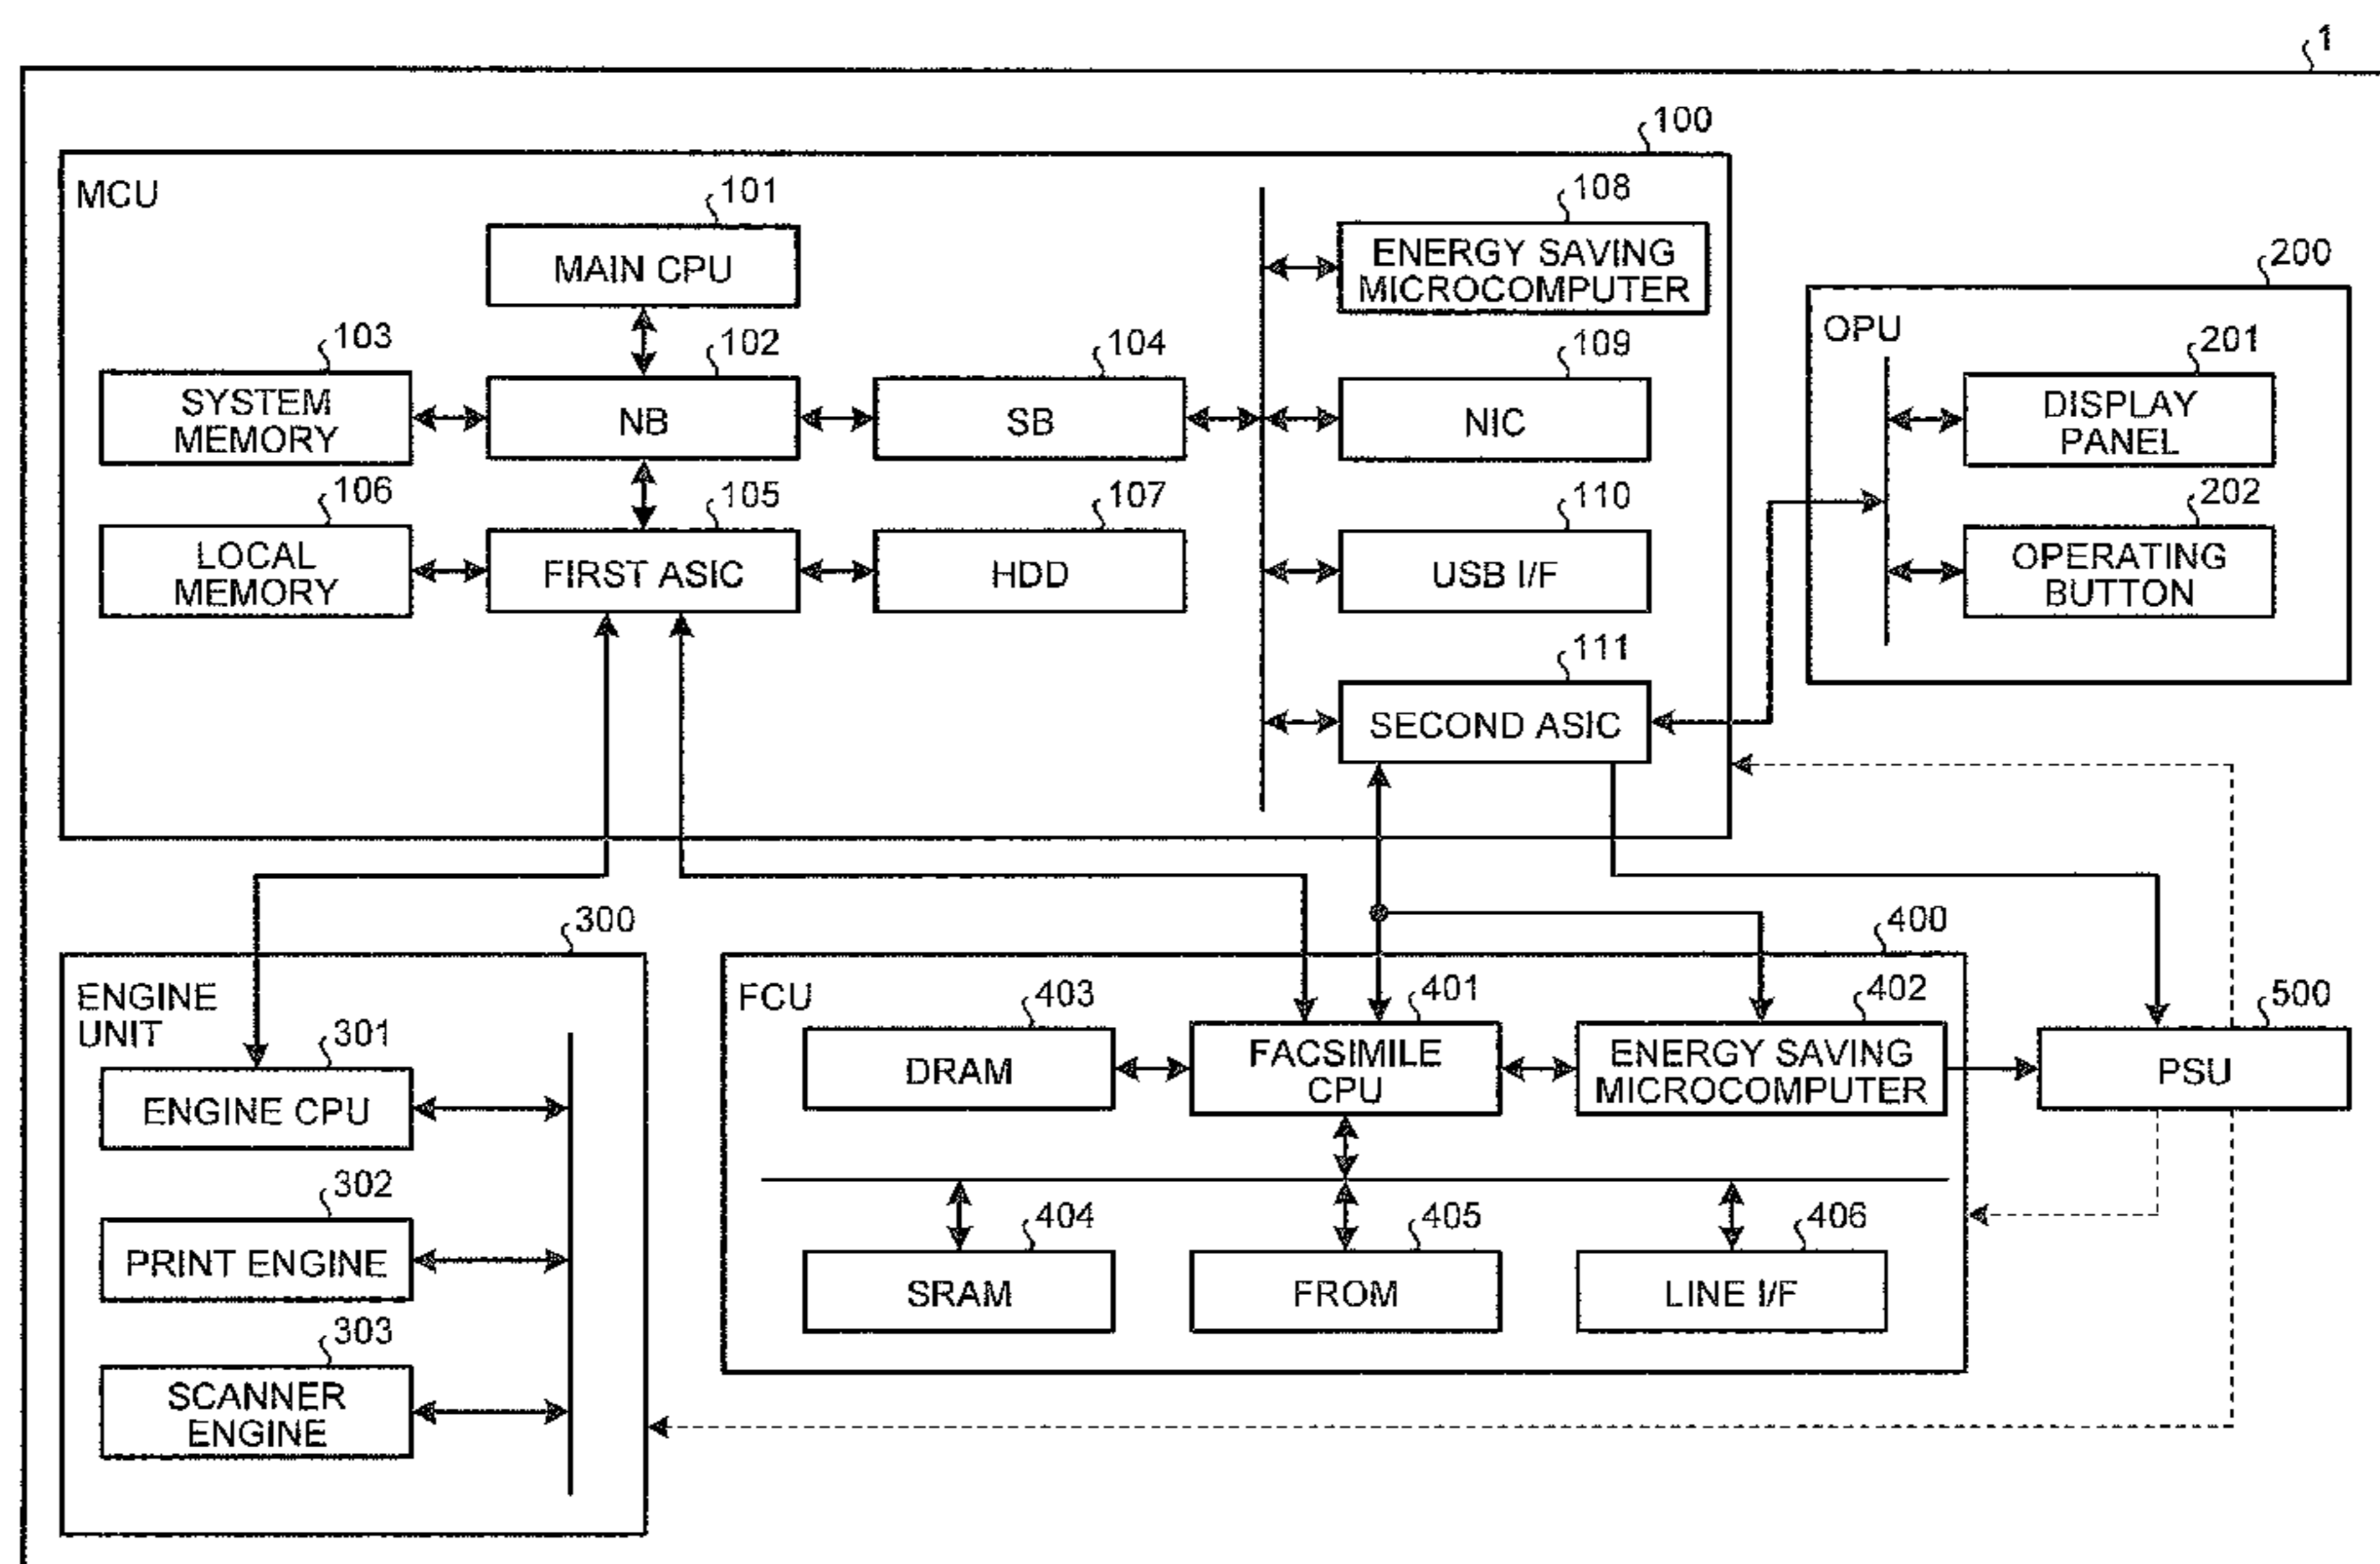 1
100
MCU
101
MAIN CPU
108
ENERGY SAVING
MICROCOMPUTER
103
SYSTEM
MEMORY
102
NB
104
SB
109
NIC
106
LOCAL
MEMORY
105
FIRST ASIC
107
HDD
110
USB I/F
111
SECOND ASIC
200
OPU
201
DISPLAY
PANEL
202
OPERATING
BUTTON
300
ENGINE
UNIT
301
ENGINE CPU
302
PRINT ENGINE
303
SCANNER
ENGINE
400
FCU
403
DRAM
401
FACSIMILE
CPU
402
ENERGY SAVING
MICROCOMPUTER
404
SRAM
405
FROM
406
LINE I/F
500
PSU